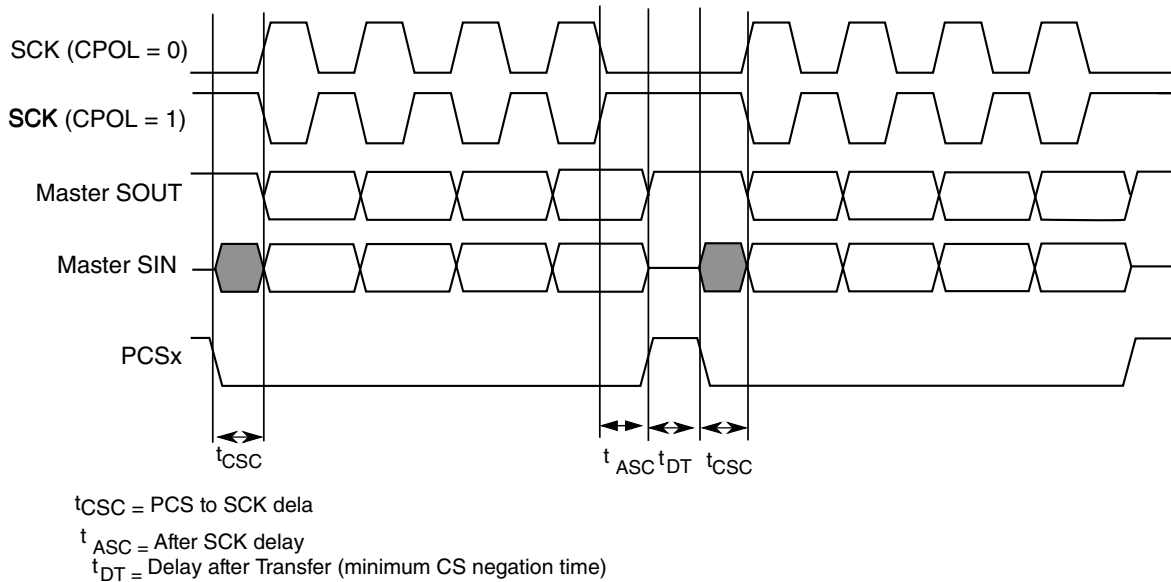 SCK (CPOL = 0)
SCK (CPOL = 1)
Master SOUT
Master SIN
PCSx
tCSC
t ASC
tDT
tCSC
tCSC = PCS to SCK dela
t ASC = After SCK delay
tDT = Delay after Transfer (minimum CS negation time)